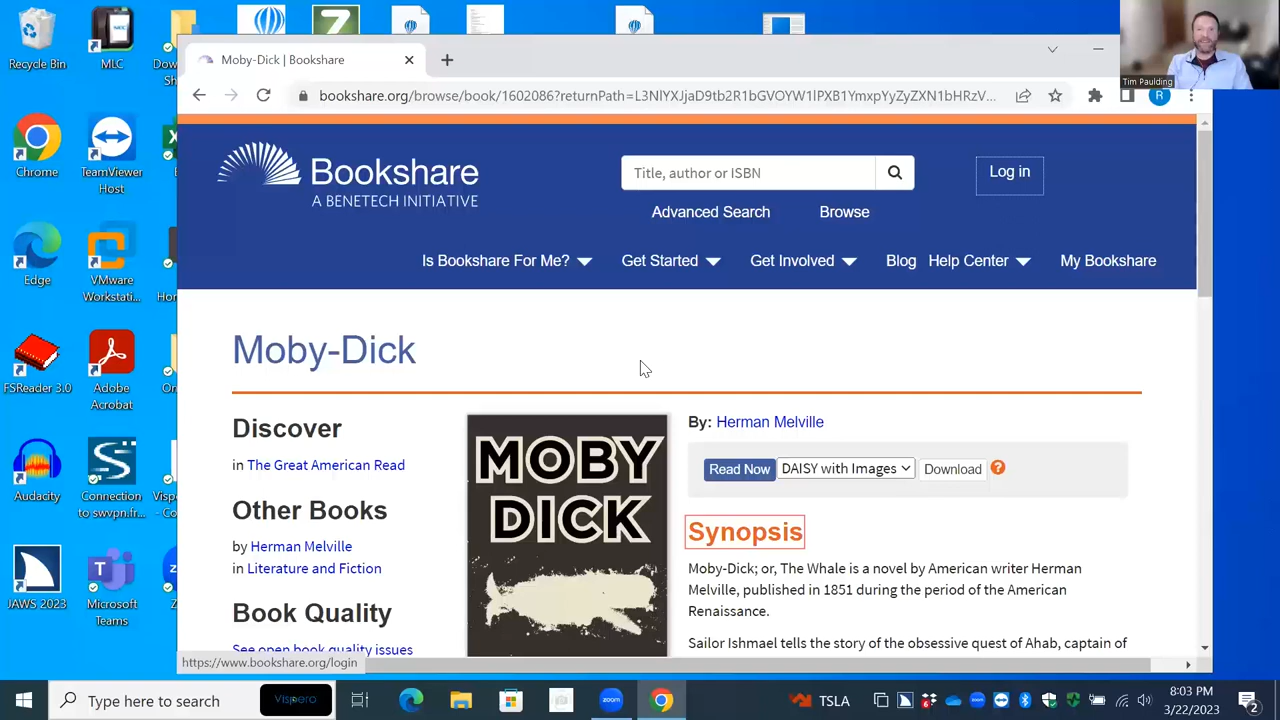 Recycle Bin
MLC
Moby-Dick | Bookshare
Tim Paulding
bookshare.org/browse/book/1602086?returnPath=L3NlYXJjaD9tb2R1bGVOYW1lPXB1YmxpYyZyZXN1bHRzV...
R
Chrome
TeamViewer
Host
Bookshare
A BENETECH INITIATIVE
Title, author or ISBN
Log in
Advanced Search
Browse
Is Bookshare For Me?
Get Started
Get Involved
Blog
Help Center
My Bookshare
Edge
VMware
Workstati...
Moby-Dick
FSReader 3.0
Adobe
Acrobat
Discover
in The Great American Read
Other Books
by Herman Melville
in Literature and Fiction
Book Quality
See open book quality issues
MOBY
DICK
By: Herman Melville
Read Now
DAISY with Images
Download
?
Synopsis
Moby-Dick; or, The Whale is a novel by American writer Herman
Melville, published in 1851 during the period of the American
Renaissance.
Sailor Ishmael tells the story of the obsessive quest of Ahab, captain of
Audacity
Connection
to swvpn.fr...
JAWS 2023
Microsoft
Teams
https://www.bookshare.org/login
Type here to search
Vispero
zoom
TSLA
8:03 PM
3/22/2023
2